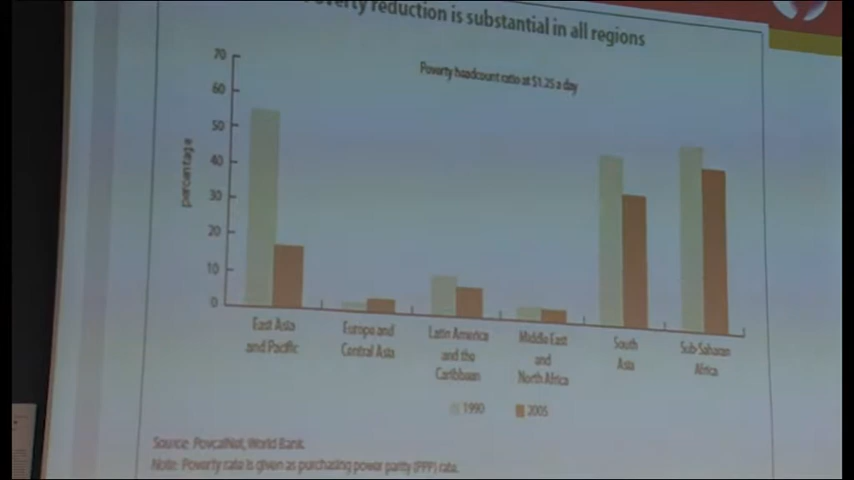 reduction is substantial in all regions
Poverty headcount ratio at $1.25 a day
percentage
70
60
50
40
30
20
10
0
East Asia
and Pacific
Europe and
Central Asia
Latin America
and the
Caribbean
Middle East
and
North Africa
South
Asia
Sub-Saharan
Africa
1990
2005
Source: PovcalNet, World Bank.
Note: Poverty rate is given as purchasing power parity (PPP) rate.